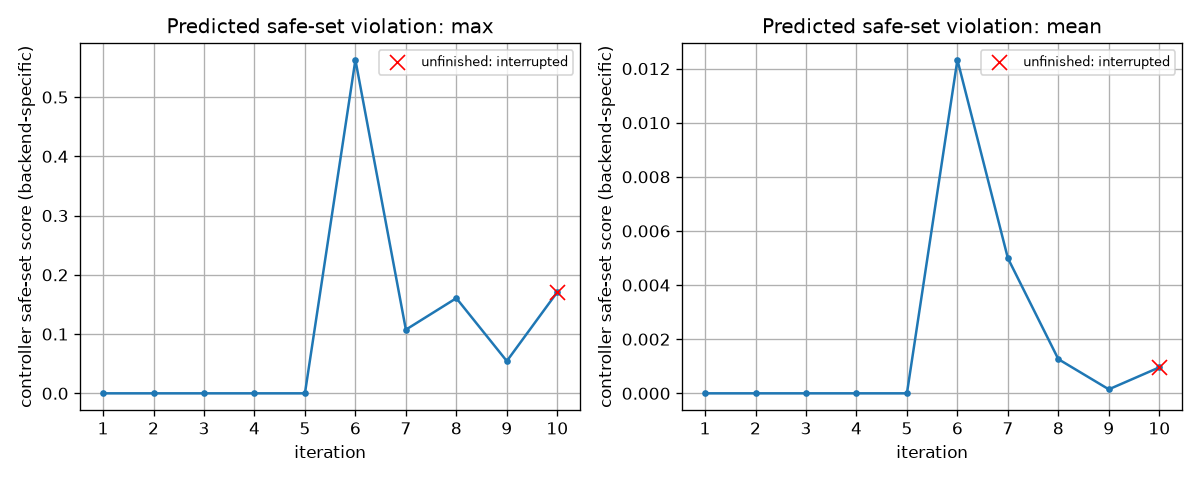 Predicted safe-set violation: max
controller safe-set score (backend-specific)
unfinished: interrupted
0.5
0.4
0.3
0.2
0.1
0.0
1 2 3 4 5 6 7 8 9 10
iteration
Predicted safe-set violation: mean
controller safe-set score (backend-specific)
unfinished: interrupted
0.012
0.010
0.008
0.006
0.004
0.002
0.000
1 2 3 4 5 6 7 8 9 10
iteration